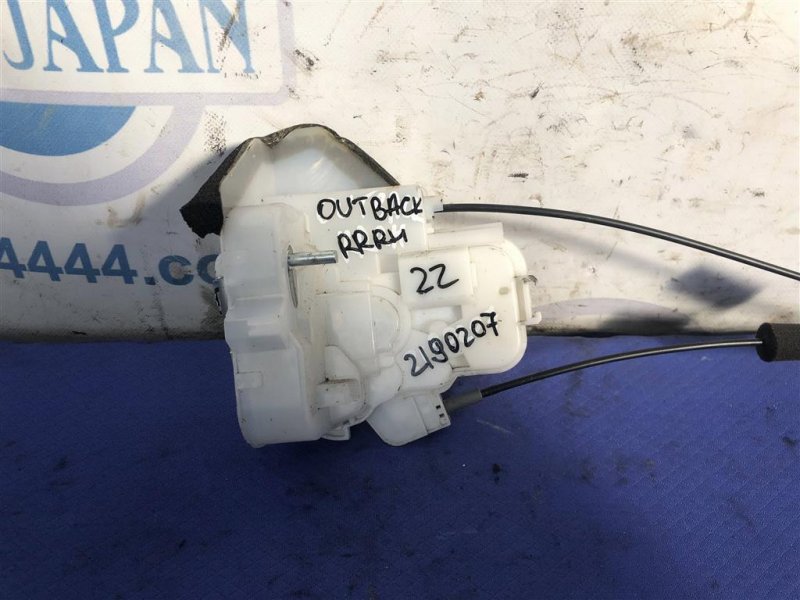 JAPAN
4444.co
OUTBACK
RRRH
22
2190207